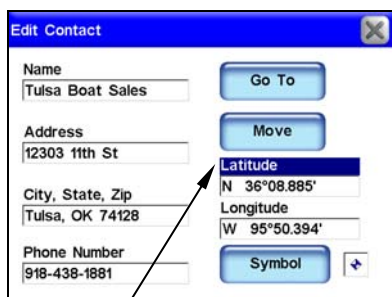 Edit Contact
Name
Tulsa Boat Sales
Address
12303 11th St
City, State, Zip
Tulsa, OK 74128
Phone Number
918-438-1881
Go To
Move
Latitude
N 36°08.885'
Longitude
W 95°50.394'
Symbol